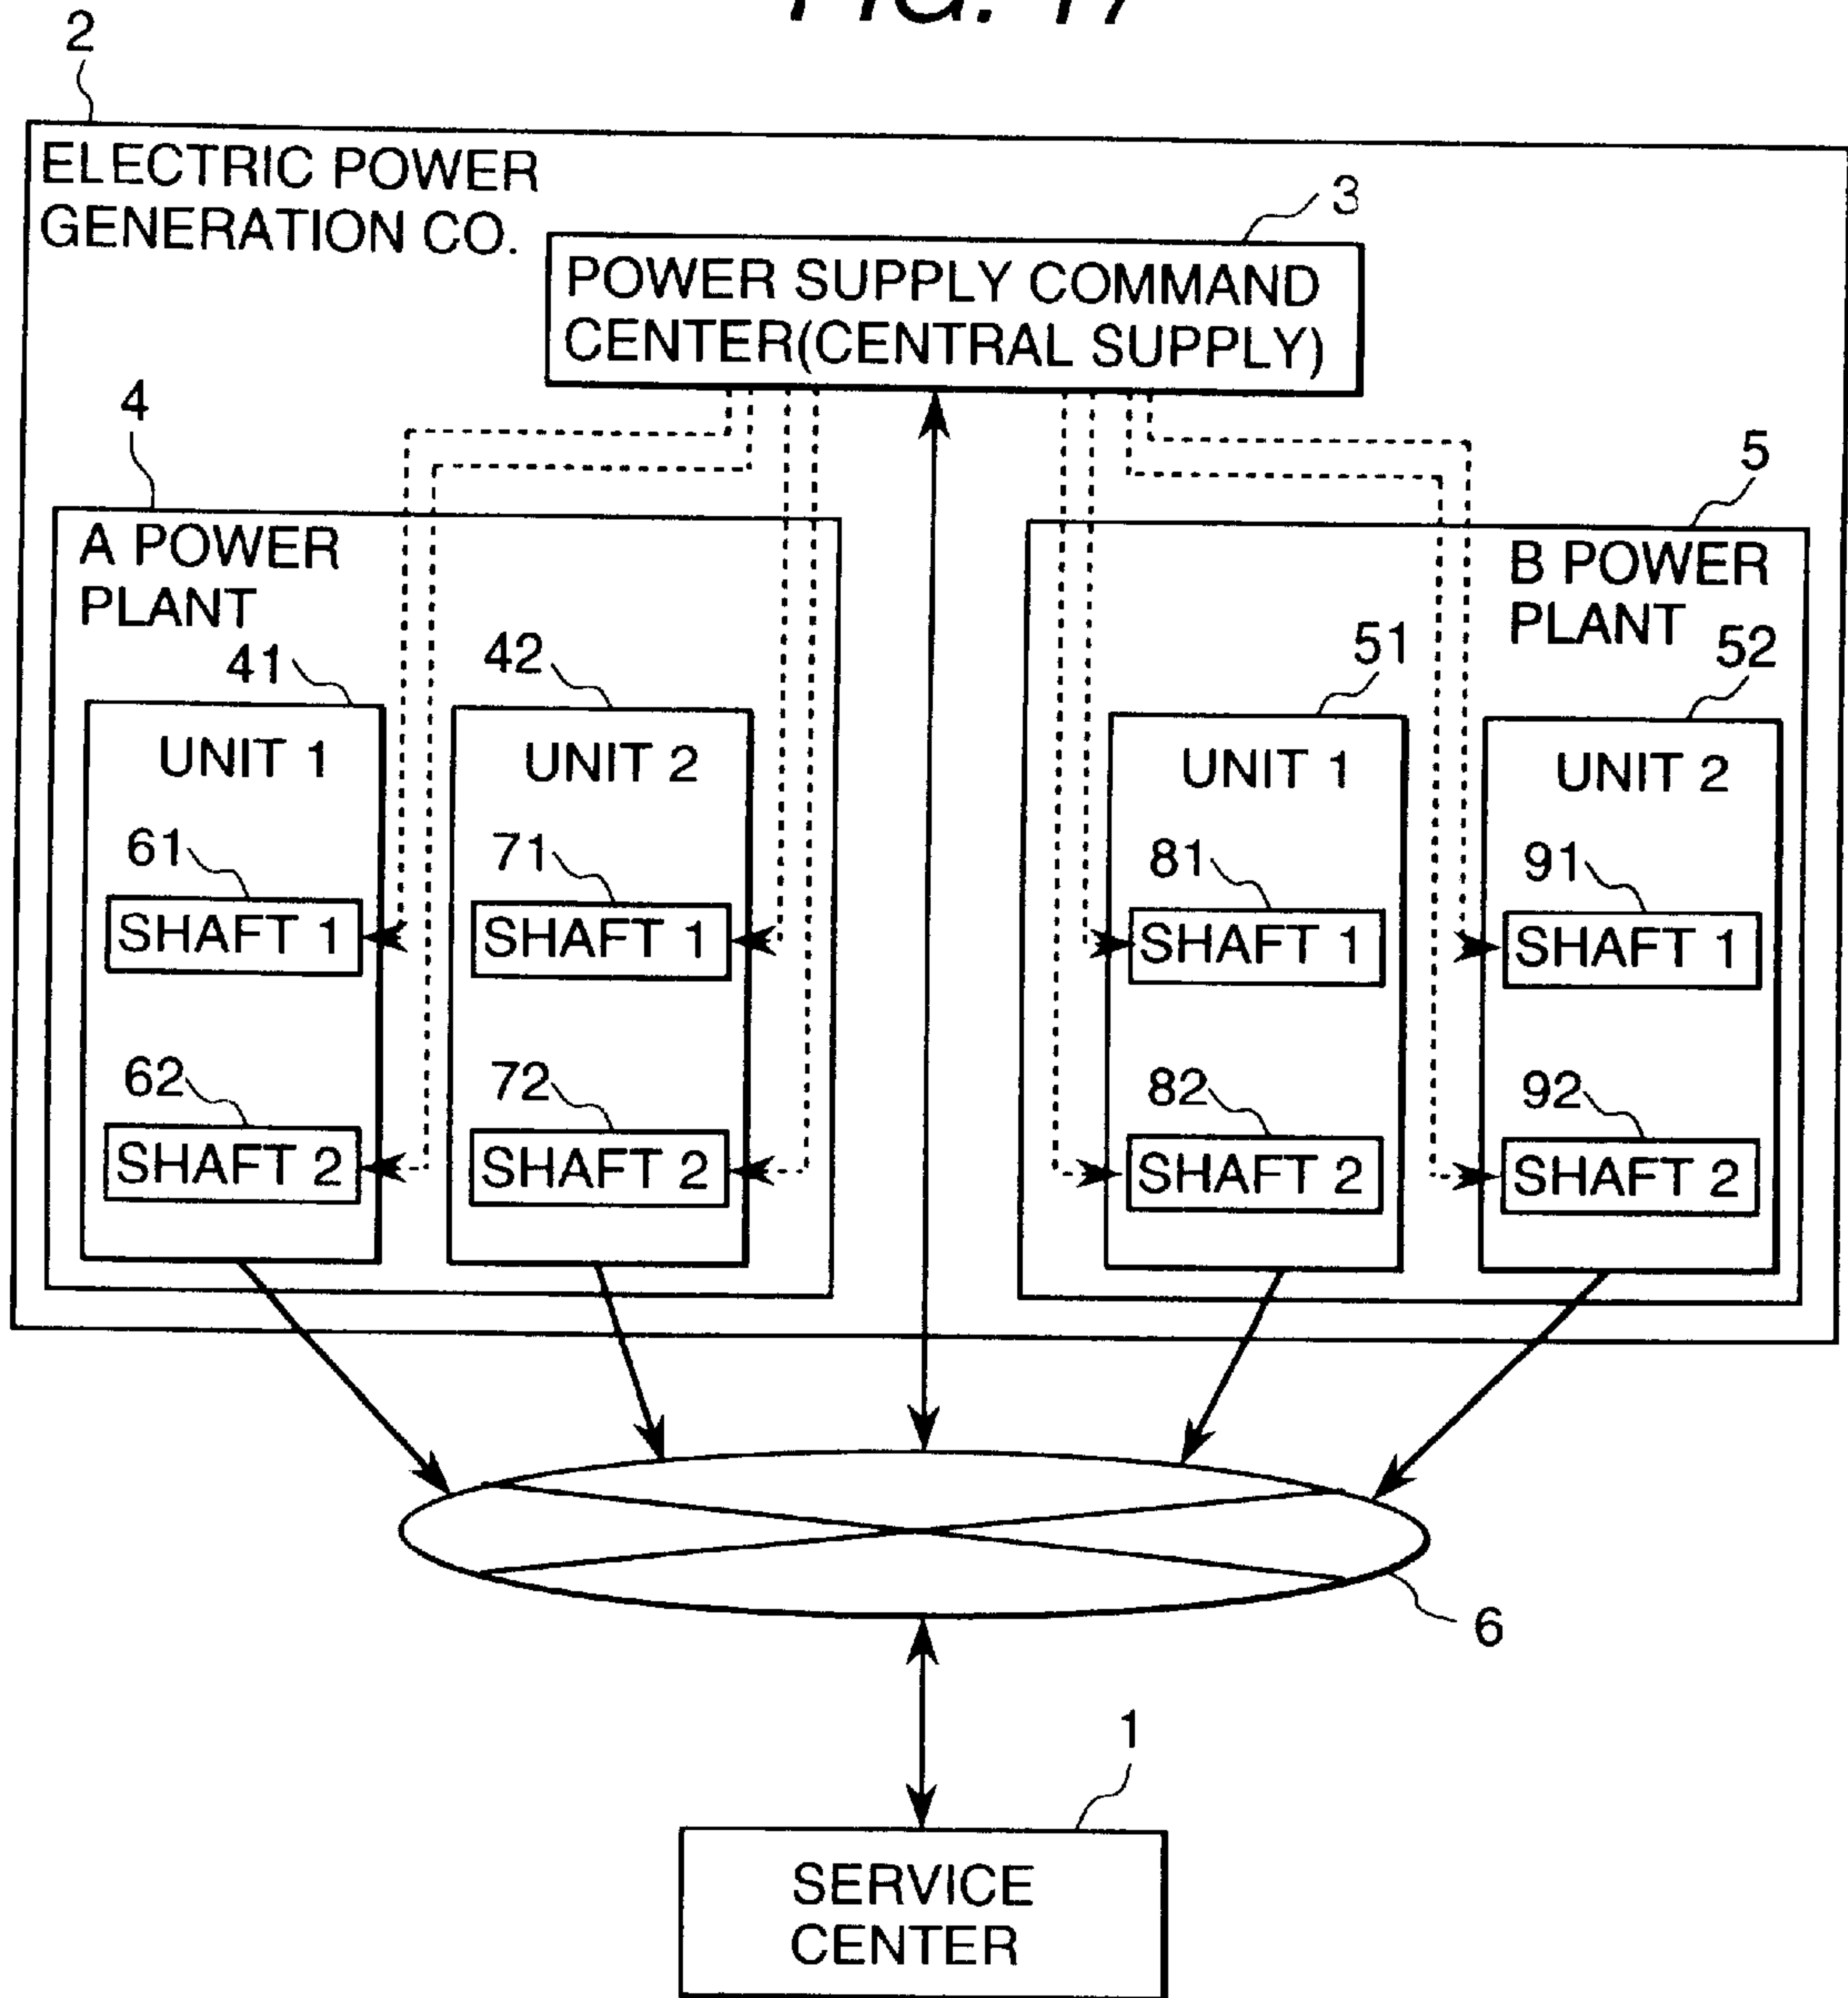 FIG. 17
2
ELECTRIC POWER
GENERATION CO.
3
POWER SUPPLY COMMAND
CENTER(CENTRAL SUPPLY)
4
5
A POWER
PLANT
B POWER
PLANT
41
42
51
52
UNIT 1
UNIT 2
UNIT 1
UNIT 2
61
71
81
91
SHAFT 1
SHAFT 1
SHAFT 1
SHAFT 1
62
72
82
92
SHAFT 2
SHAFT 2
SHAFT 2
SHAFT 2
6
1
SERVICE
CENTER